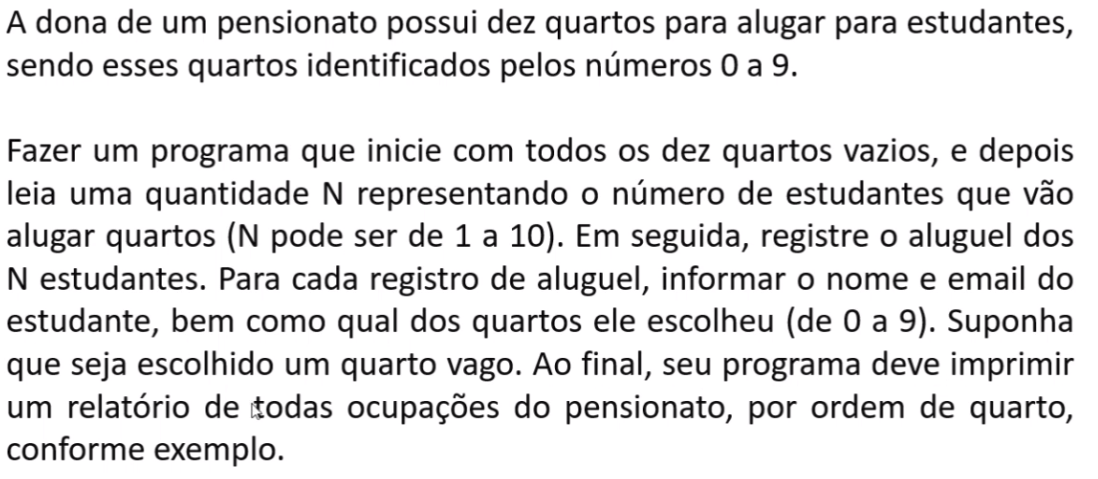 A dona de um pensionato possui dez quartos para alugar para estudantes,
sendo esses quartos identificados pelos números 0 a 9.
Fazer um programa que inicie com todos os dez quartos vazios, e depois
leia uma quantidade N representando o número de estudantes que vão
alugar quartos (N pode ser de 1 a 10). Em seguida, registre o aluguel dos
N estudantes. Para cada registro de aluguel, informar o nome e email do
estudante, bem como qual dos quartos ele escolheu (de 0 a 9). Suponha
que seja escolhido um quarto vago. Ao final, seu programa deve imprimir
um relatório de todas ocupações do pensionato, por ordem de quarto,
conforme exemplo.